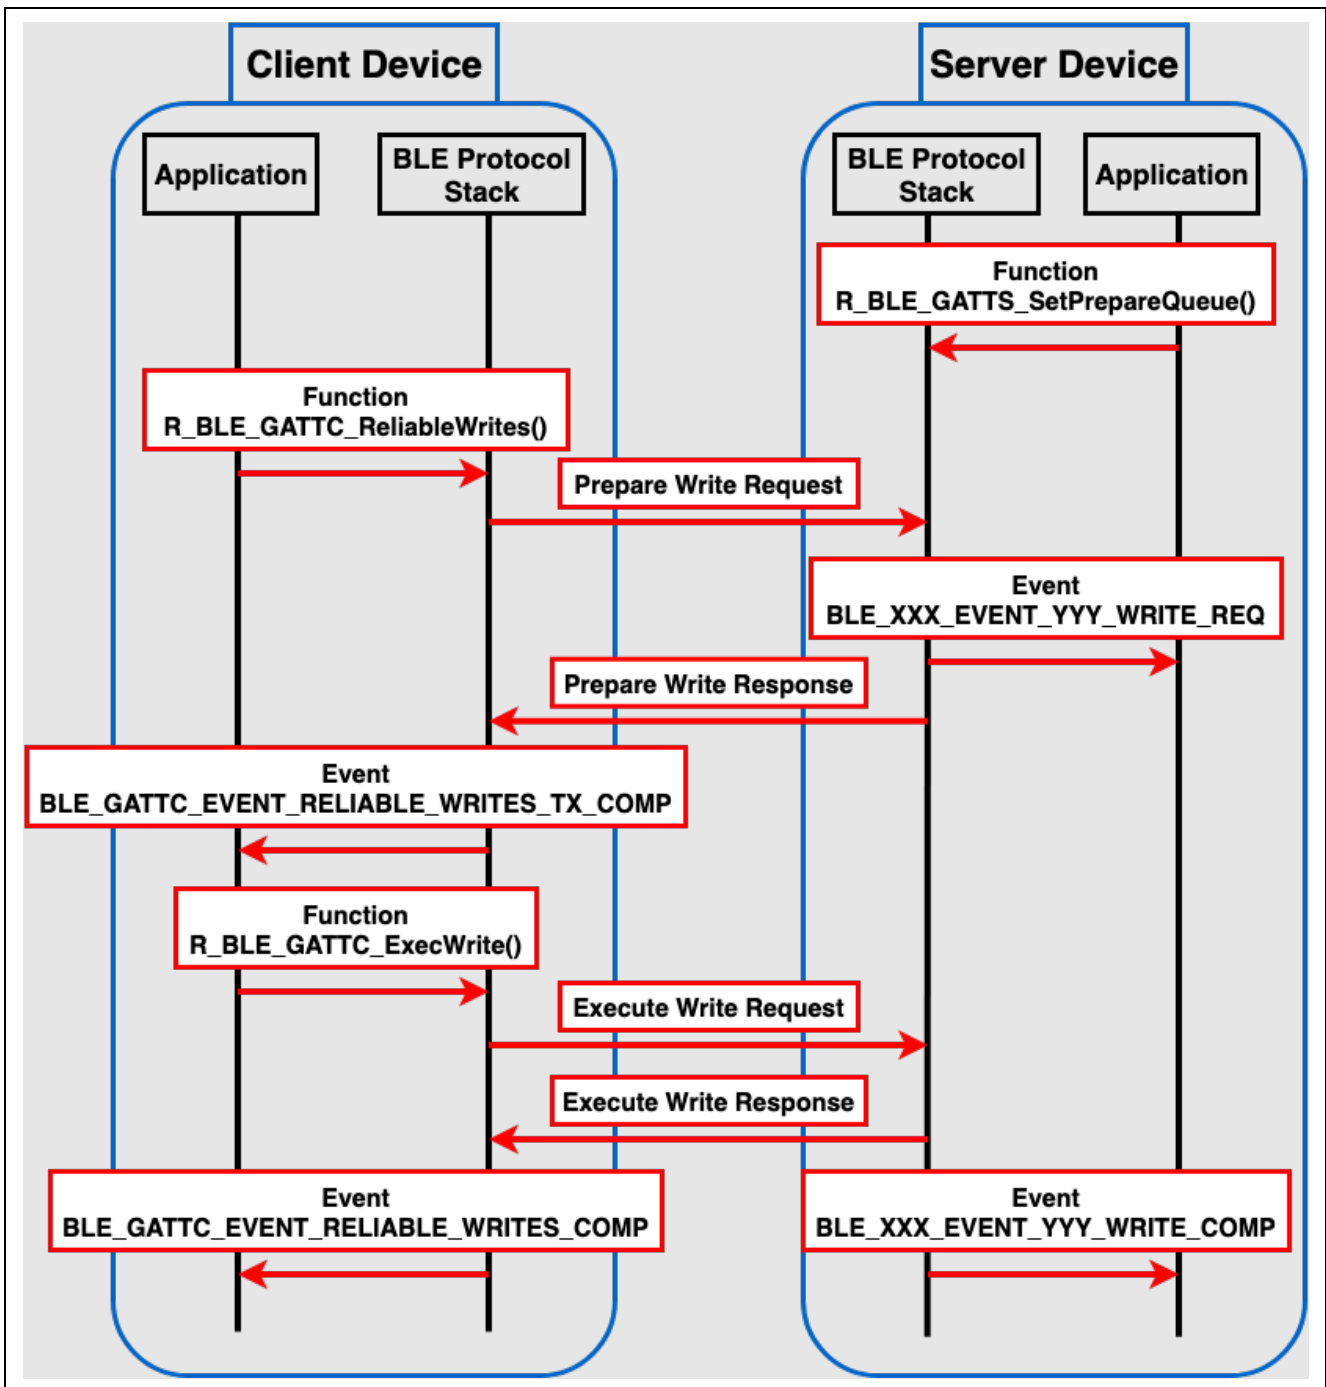 Client Device
Server Device
Application
BLE Protocol
Stack
BLE Protocol
Stack
Application
Function
R_BLE_GATTS_SetPrepareQueue()
Function
R_BLE_GATTC_ReliableWrites()
Prepare Write Request
Event
BLE_XXX_EVENT_YYY_WRITE_REQ
Prepare Write Response
Event
BLE_GATTC_EVENT_RELIABLE_WRITES_TX_COMP
Function
R_BLE_GATTC_ExecWrite()
Execute Write Request
Execute Write Response
Event
BLE_GATTC_EVENT_RELIABLE_WRITES_COMP
Event
BLE_XXX_EVENT_YYY_WRITE_COMP